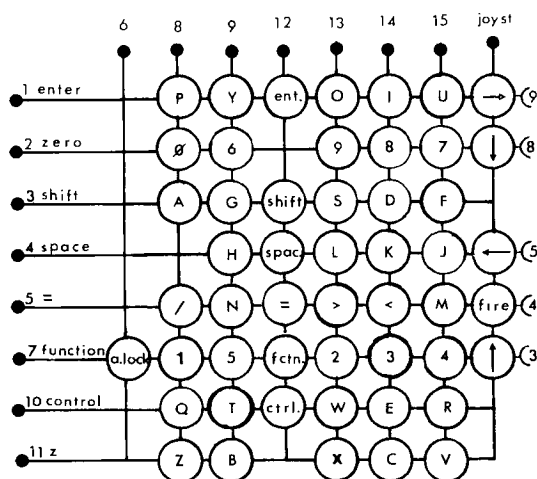 6 8 9 12 13 14 15 joyst
1 enter P Y ent. O I U → 9
2 zero Ø 6 9 8 7 ↓ 8
3 shift A G shift S D F
4 space H spac. L K J ← 5
5 = / N = > < M fire 4
7 function a.lock 1 5 fctn. 2 3 4 ↑ 3
10 control Q T ctrl. W E R
11 z Z B X C V